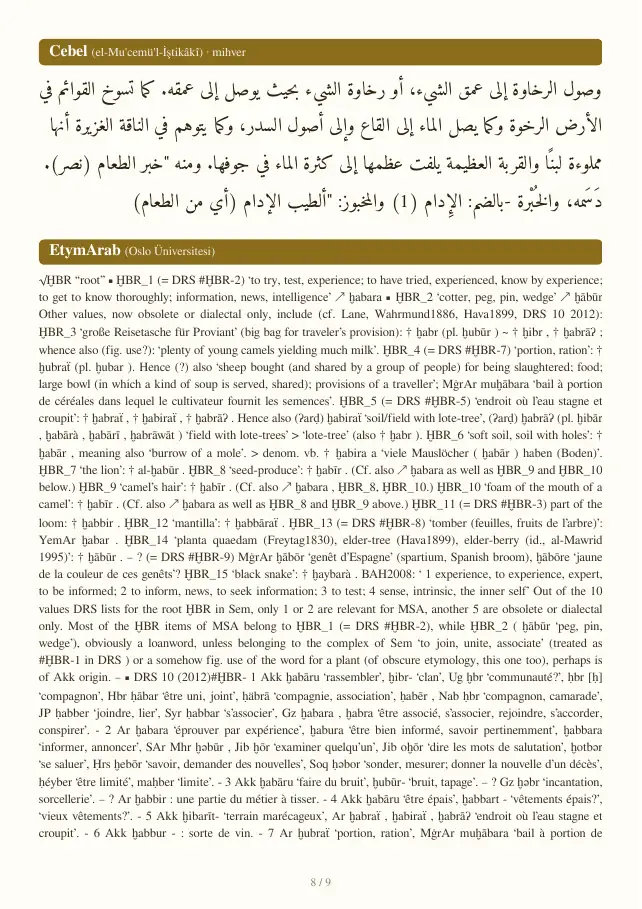 Cebel (el-Mu'cemü'l-İştikâkî) · mihver
وصول الرخاوة إلى عمق الشيء، أو رخاوة الشيء بحيث يوصل إلى عمقه. كما تسوخ القوائم في
الأرض الرخوة وكما يصل الماء إلى القاع وإلى أصول السدر، وكما يتوهم في الناقة الغزيرة أنها
مملوءة لبنًا والقربة العظيمة يلفت عظمها إلى كثرة الماء في جوفها. ومنه "خبر الطعام (نصر).
دَسَمه، والخُبْرة -بالضم: الإِدام (1) والمخبوز: "ألطيب الإدام (أي من الطعام)
EtymArab (Oslo Üniversitesi)
√ḪBR “root” ▪ ḪBR_1 (= DRS #ḪBR-2) ‘to try, test, experience; to have tried, experienced, know by experience;
to get to know thoroughly; information, news, intelligence’ ↗ ḫabara ▪ ḪBR_2 ‘cotter, peg, pin, wedge’ ↗ ḫābūr
Other values, now obsolete or dialectal only, include (cf. Lane, Wahrmund1886, Hava1899, DRS 10 2012):
ḪBR_3 ‘große Reisetasche für Proviant’ (big bag for traveler’s provision): † ḫabr (pl. ḫubūr ) ~ † ḫibr , † ḫabrāʔ ;
whence also (fig. use?): ‘plenty of young camels yielding much milk’. ḪBR_4 (= DRS #ḪBR-7) ‘portion, ration’: †
ḫubraẗ (pl. ḫubar ). Hence (?) also ‘sheep bought (and shared by a group of people) for being slaughtered; food;
large bowl (in which a kind of soup is served, shared); provisions of a traveller’; MġrAr muḫābara ‘bail à portion
de céréales dans lequel le cultivateur fournit les semences’. ḪBR_5 (= DRS #ḪBR-5) ‘endroit où l’eau stagne et
croupit’: † ḫabraẗ , † ḫabiraẗ , † ḫabrāʔ . Hence also (ʔarḍ) ḫabiraẗ ‘soil/field with lote-tree’, (ʔarḍ) ḫabrāʔ (pl. ḫibār
, ḫabārà , ḫabārī , ḫabrāwāt ) ‘field with lote-trees’ > ‘lote-tree’ (also † ḫabr ). ḪBR_6 ‘soft soil, soil with holes’: †
ḫabār , meaning also ‘burrow of a mole’. > denom. vb. † ḫabira a ‘viele Mauslöcher ( ḫabār ) haben (Boden)’.
ḪBR_7 ‘the lion’: † al-ḫabūr . ḪBR_8 ‘seed-produce’: † ḫabīr . (Cf. also ↗ ḫabara as well as ḪBR_9 and ḪBR_10
below.) ḪBR_9 ‘camel’s hair’: † ḫabīr . (Cf. also ↗ ḫabara , ḪBR_8, ḪBR_10.) ḪBR_10 ‘foam of the mouth of a
camel’: † ḫabīr . (Cf. also ↗ ḫabara as well as ḪBR_8 and ḪBR_9 above.) ḪBR_11 (= DRS #ḪBR-3) part of the
loom: † ḫabbir . ḪBR_12 ‘mantilla’: † ḫabbāraẗ . ḪBR_13 (= DRS #ḪBR-8) ‘tomber (feuilles, fruits de l’arbre)’:
YemAr ḫabar . ḪBR_14 ‘planta quaedam (Freytag1830), elder-tree (Hava1899), elder-berry (id., al-Mawrid
1995)’: † ḫābūr . – ? (= DRS #ḪBR-9) MġrAr ḫābōr ‘genêt d’Espagne’ (spartium, Spanish broom), ḫābōre ‘jaune
de la couleur de ces genêts’? ḪBR_15 ‘black snake’: † ḫaybarà . BAH2008: ‘ 1 experience, to experience, expert,
to be informed; 2 to inform, news, to seek information; 3 to test; 4 sense, intrinsic, the inner self’ Out of the 10
values DRS lists for the root ḪBR in Sem, only 1 or 2 are relevant for MSA, another 5 are obsolete or dialectal
only. Most of the ḪBR items of MSA belong to ḪBR_1 (= DRS #ḪBR-2), while ḪBR_2 ( ḫābūr ‘peg, pin,
wedge’), obviously a loanword, unless belonging to the complex of Sem ‘to join, unite, associate’ (treated as
#ḪBR-1 in DRS ) or a somehow fig. use of the word for a plant (of obscure etymology, this one too), perhaps is
of Akk origin. – ▪ DRS 10 (2012)#ḪBR- 1 Akk ḫabāru ‘rassembler’, ḫibr- ‘clan’, Ug ḫbr ‘communauté?’, ḫbr [ḫ]
‘compagnon’, Hbr ḥābar ‘être uni, joint’, ḥäbrā ‘compagnie, association’, ḥabēr , Nab ḥbr ‘compagnon, camarade’,
JP ḥabber ‘joindre, lier’, Syr ḥabbar ‘s’associer’, Gz ḫabara , ḫabra ‘être associé, s’associer, rejoindre, s’accorder,
conspirer’. - 2 Ar ḫabara ‘éprouver par expérience’, ḫabura ‘être bien informé, savoir pertinemment’, ḫabbara
‘informer, annoncer’, SAr Mhr ḫəbūr , Jib ḫōr ‘examiner quelqu’un’, Jib oḫōr ‘dire les mots de salutation’, ḫotbər
‘se saluer’, Ḥrs ḫebōr ‘savoir, demander des nouvelles’, Soq ḥəbor ‘sonder, mesurer; donner la nouvelle d’un décès’,
ḥéyber ‘être limité’, maḥber ‘limite’. - 3 Akk ḫabāru ‘faire du bruit’, ḫubūr- ‘bruit, tapage’. – ? Gz ḫəbr ‘incantation,
sorcellerie’. – ? Ar ḫabbir : une partie du métier à tisser. - 4 Akk ḫabāru ‘être épais’, ḫabbart - ‘vêtements épais?’,
‘vieux vêtements?’. - 5 Akk ḫibarīt- ‘terrain marécageux’, Ar ḫabraẗ , ḫabiraẗ , ḫabrāʔ ‘endroit où l’eau stagne et
croupit’. - 6 Akk ḫabbur - : sorte de vin. - 7 Ar ḫubraẗ ‘portion, ration’, MġrAr muḫābara ‘bail à portion de
8 / 9